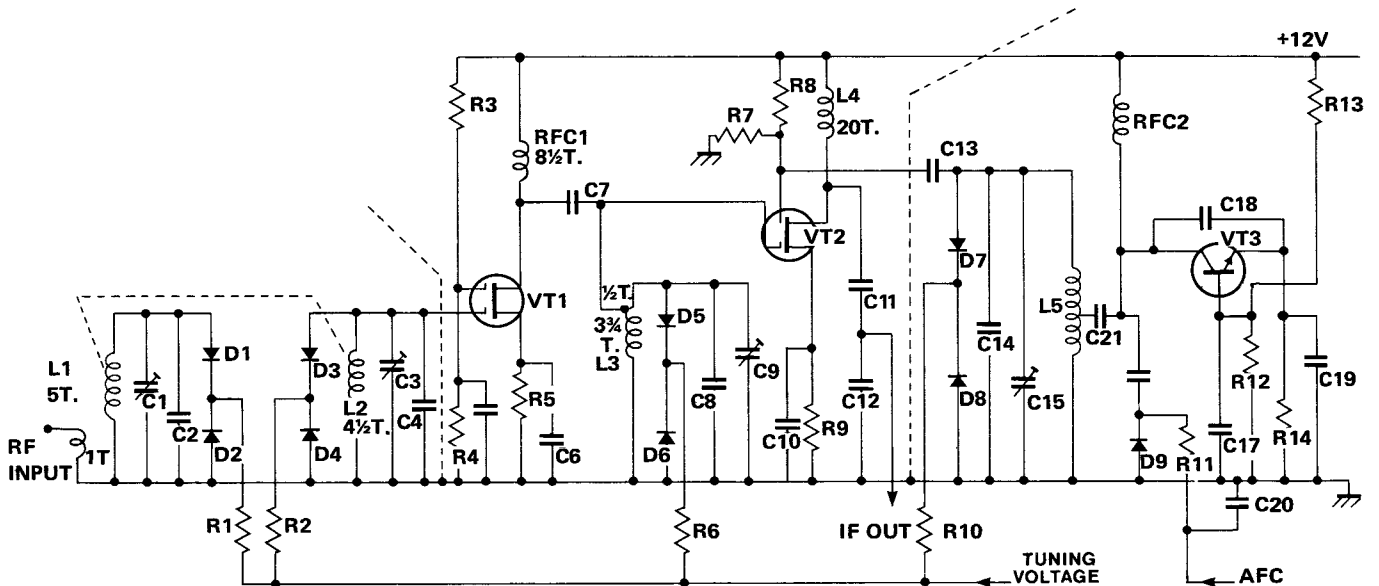 +12V
R3
R8
L4
20T.
R13
R7
RFC1
8½T.
RFC2
C13
C7
C18
VT2
VT3
D7
C11
VT1
½T.
D5
L5
C21
3¾
T.
L3
C14
L1
5T.
D1
D3
C9
C1
C3
R12
C19
L2
4½T.
C2
C4
R5
C8
C12
D8
C15
RF
INPUT
1T
D2
D4
R4
C6
D6
C10
R9
D9
R11
C17
R14
C20
R1
R2
R6
IF OUT
R10
TUNING
VOLTAGE
AFC